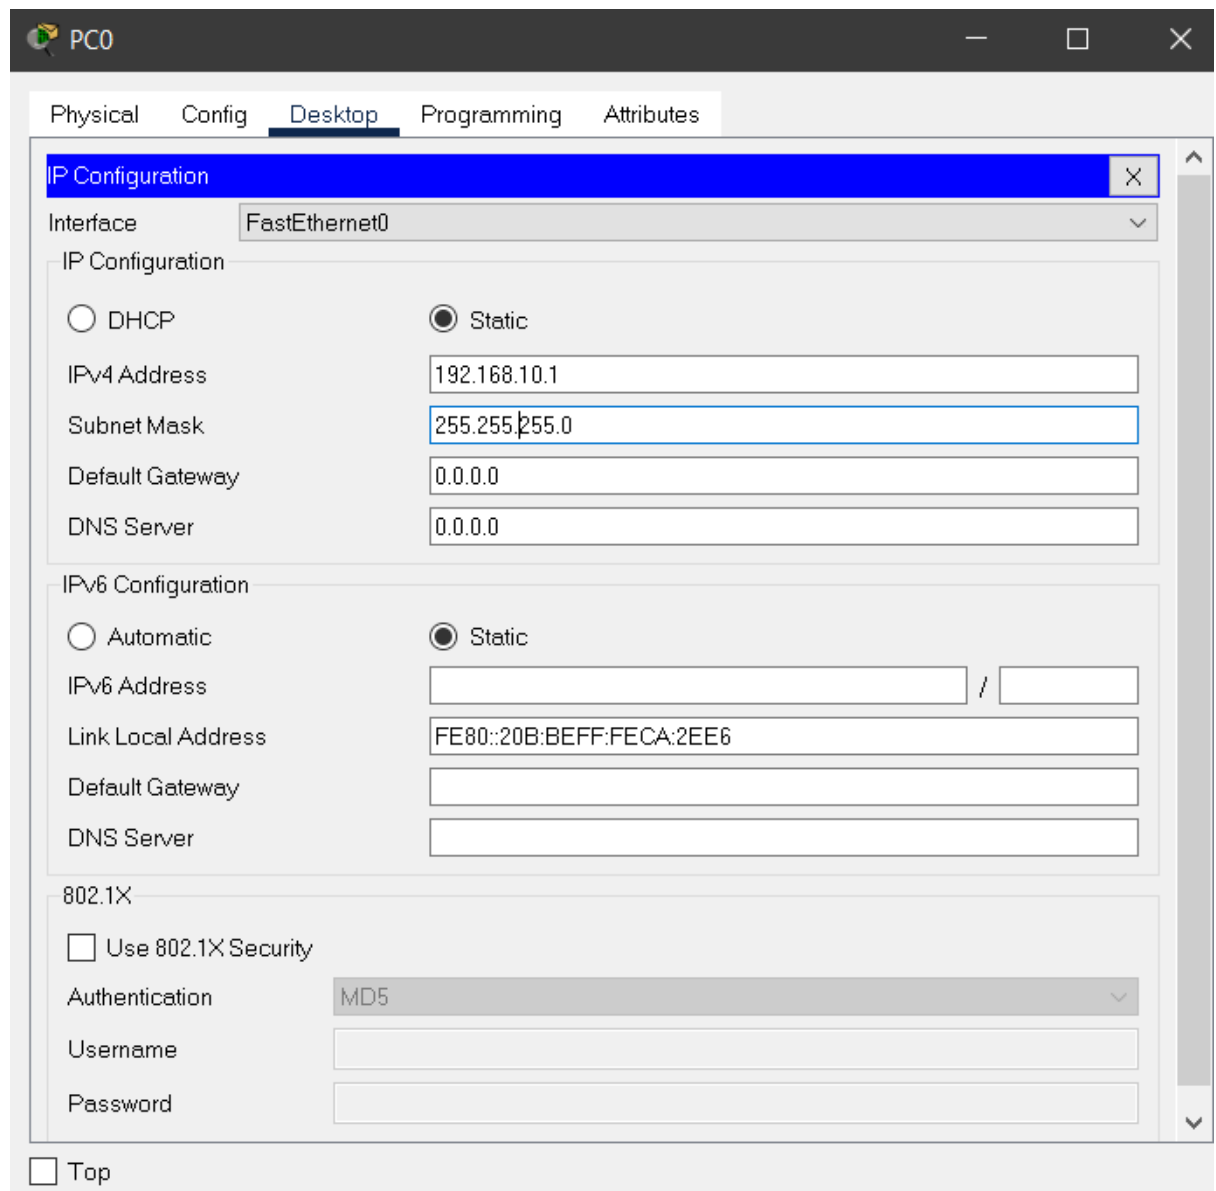 PC0
Physical Config Desktop Programming Attributes
IP Configuration X
Interface FastEthernet0
IP Configuration
DHCP Static
IPv4 Address 192.168.10.1
Subnet Mask 255.255.255.0
Default Gateway 0.0.0.0
DNS Server 0.0.0.0
IPv6 Configuration
Automatic Static
IPv6 Address /
Link Local Address FE80::20B:BEFF:FECA:2EE6
Default Gateway
DNS Server
802.1X
Use 802.1X Security
Authentication MD5
Username
Password
Top